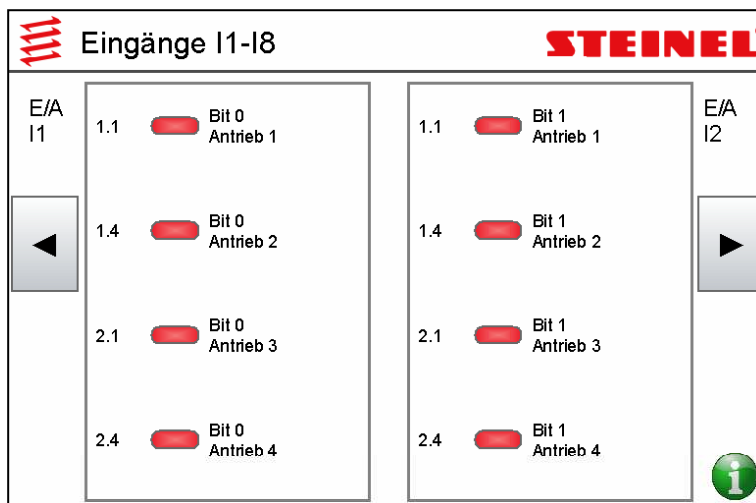 Eingänge I1-I8
STEINEL
E/A
I1
1.1
Bit 0
Antrieb 1
1.4
Bit 0
Antrieb 2
2.1
Bit 0
Antrieb 3
2.4
Bit 0
Antrieb 4
1.1
Bit 1
Antrieb 1
1.4
Bit 1
Antrieb 2
2.1
Bit 1
Antrieb 3
2.4
Bit 1
Antrieb 4
E/A
I2
i